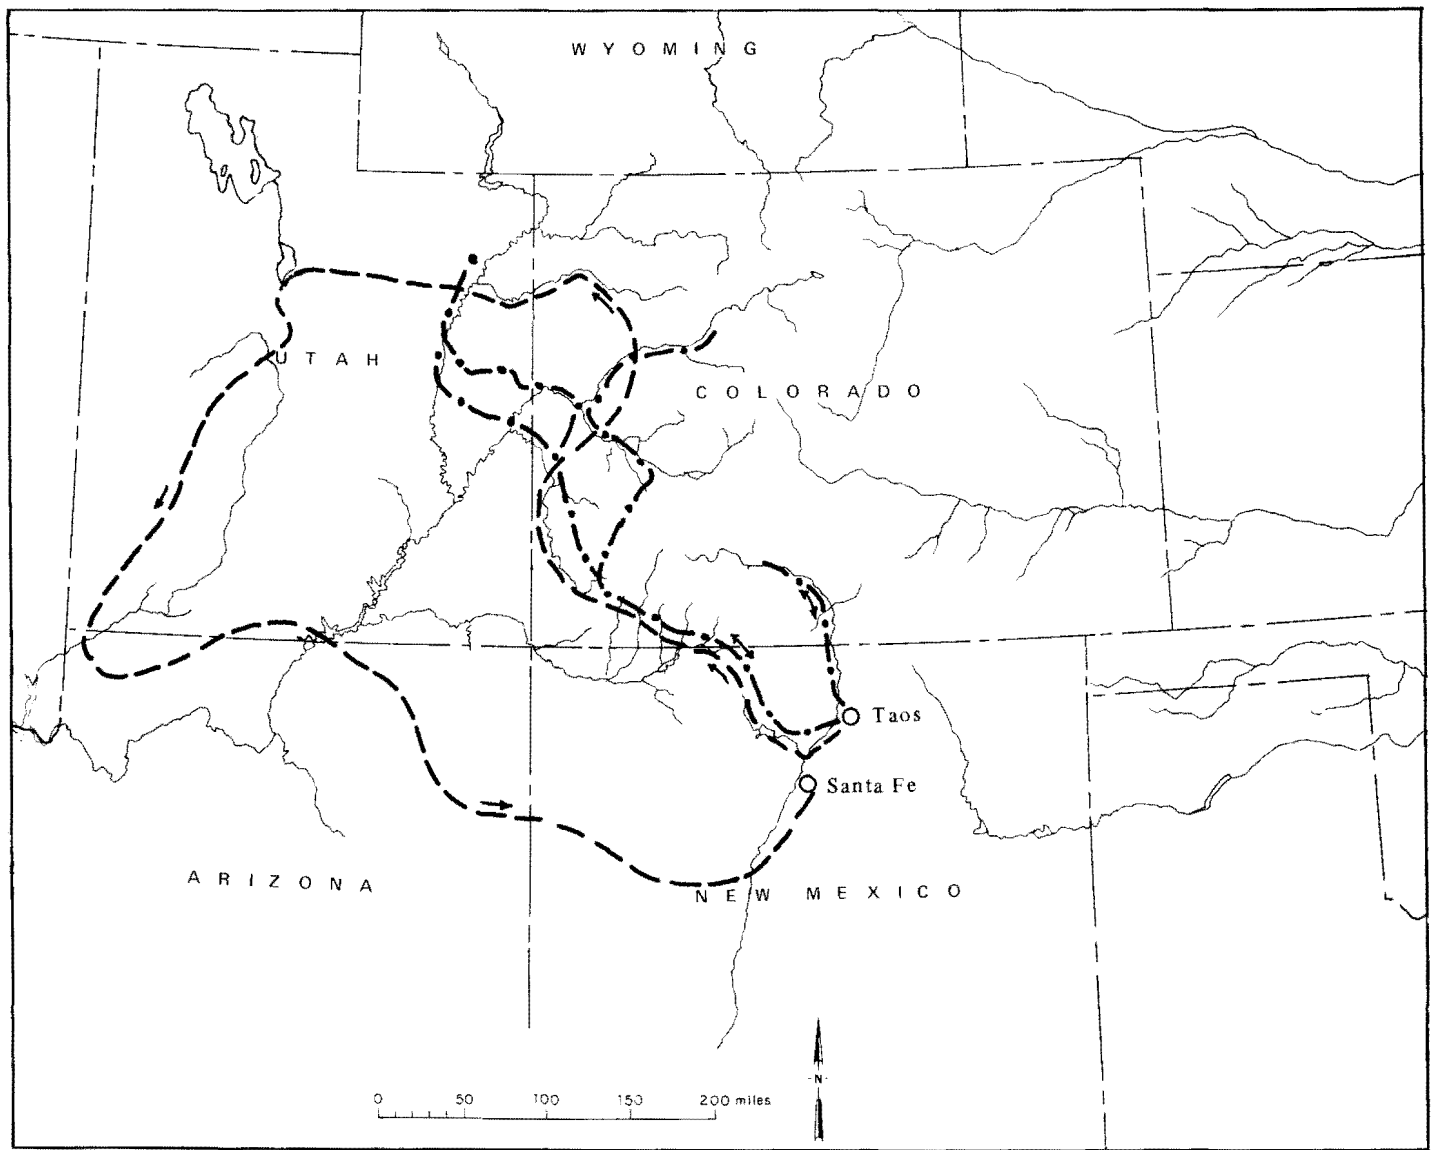 WYOMING
UTAH
COLORADO
Taos
Santa Fe
ARIZONA
NEW MEXICO
N
0 50 100 150 200 miles